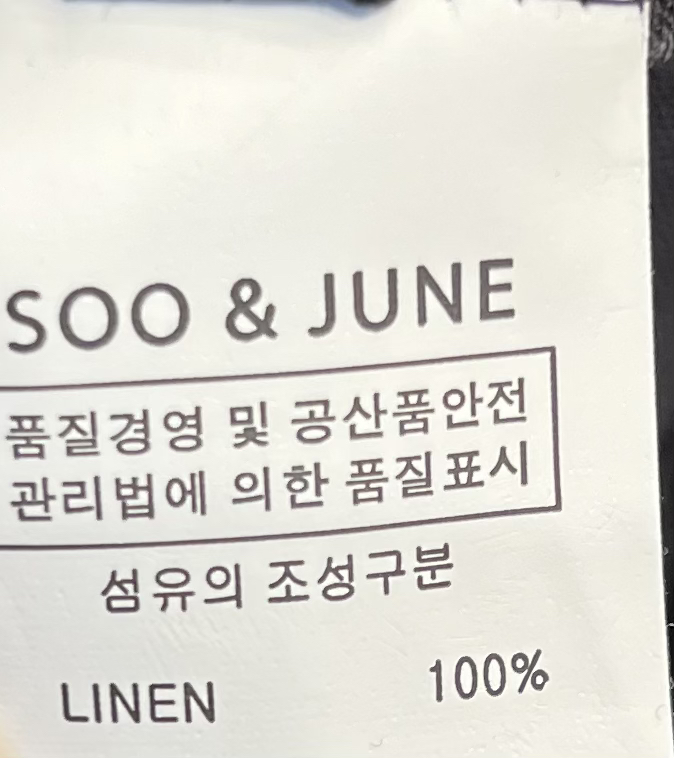 SOO & JUNE
품질경영 및 공산품안전
관리법에 의한 품질표시
섬유의 조성구분
LINEN 100%